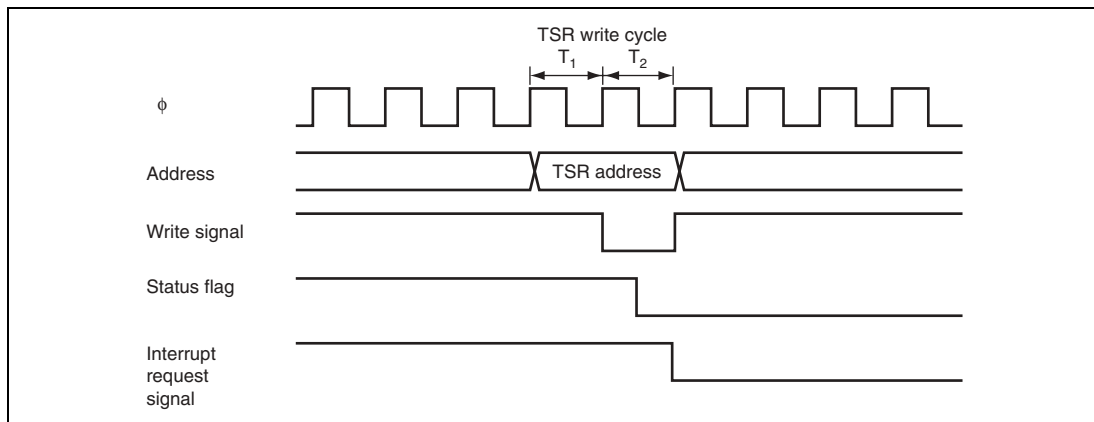 TSR write cycle
T1 T2
ϕ
Address
TSR address
Write signal
Status flag
Interrupt
request
signal